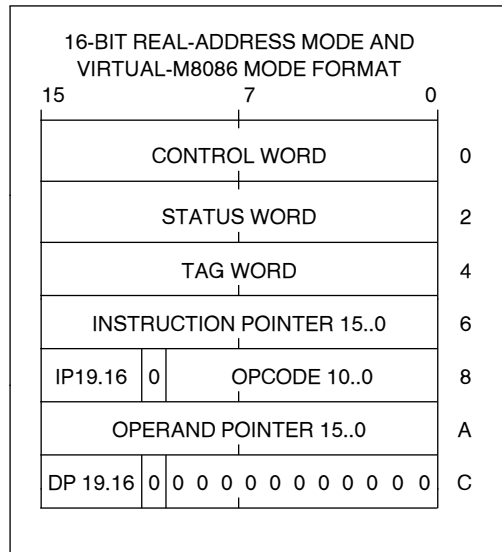 16-BIT REAL-ADDRESS MODE AND
VIRTUAL-M8086 MODE FORMAT
15 7 0
CONTROL WORD 0
STATUS WORD 2
TAG WORD 4
INSTRUCTION POINTER 15..0 6
IP19.16 0 OPCODE 10..0 8
OPERAND POINTER 15..0 A
DP 19.16 0 0 0 0 0 0 0 0 0 0 0 0 C